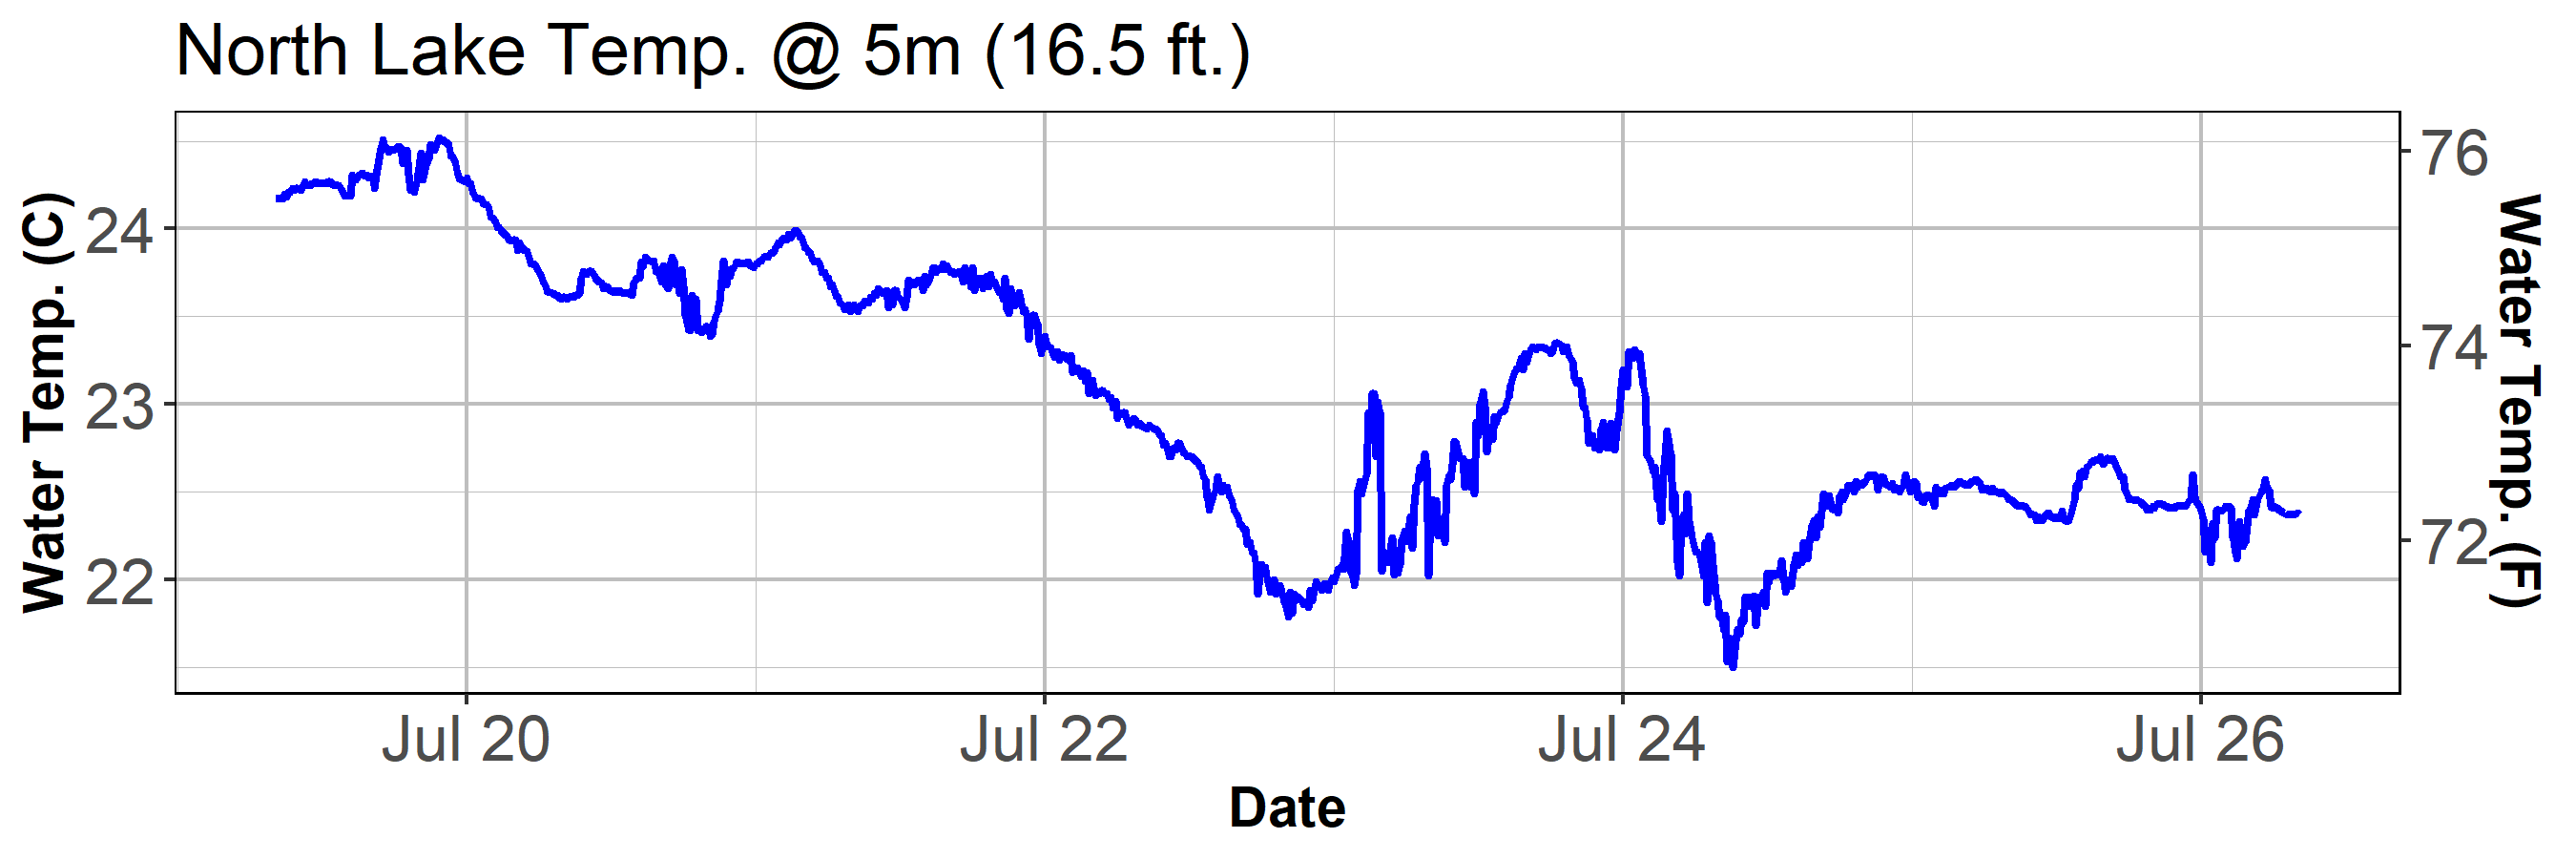 North Lake Temp. @ 5m (16.5 ft.)
Water Temp. (C)
24
23
22
76
74
72
Water Temp. (F)
Jul 20 Jul 22 Jul 24 Jul 26
Date